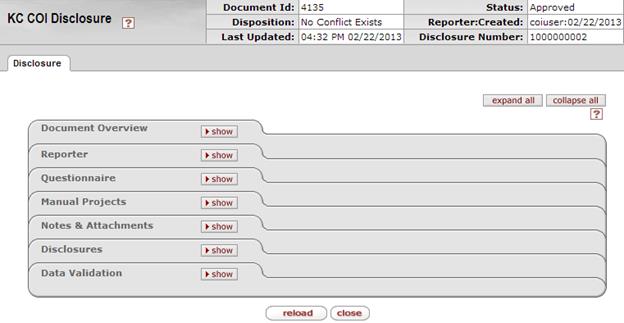 KC COI Disclosure ?
Document Id: 4135 Status: Approved
Disposition: No Conflict Exists Reporter:Created: coiuser:02/22/2013
Last Updated: 04:32 PM 02/22/2013 Disclosure Number: 1000000002
Disclosure
expand all collapse all
?
Document Overview show
Reporter show
Questionnaire show
Manual Projects show
Notes & Attachments show
Disclosures show
Data Validation show
reload close